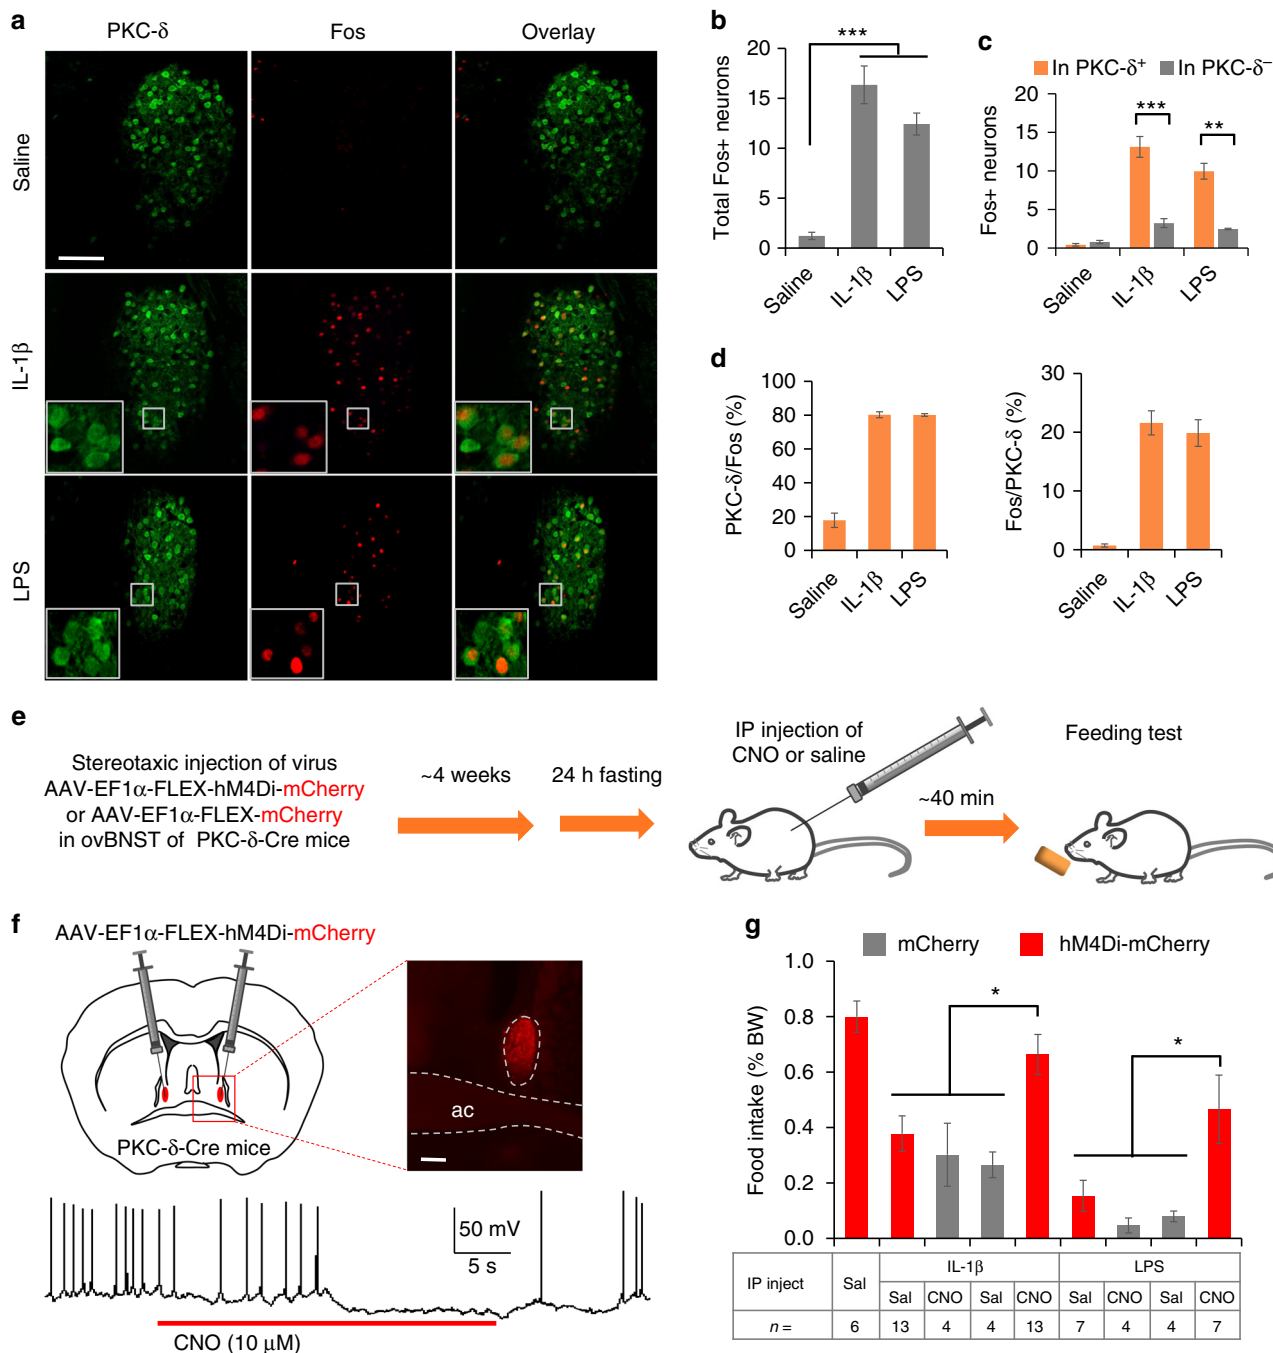 a
PKC-δ
Fos
Overlay
Saline
IL-1β
LPS
b
***
Total Fos+ neurons
20
15
10
5
0
Saline
IL-1β
LPS
c
In PKC-δ⁺
In PKC-δ⁻
***
**
Fos+ neurons
20
15
10
5
0
Saline
IL-1β
LPS
d
PKC-δ/Fos (%)
100
80
60
40
20
0
Saline
IL-1β
LPS
Fos/PKC-δ (%)
30
20
10
0
Saline
IL-1β
LPS
e
Stereotaxic injection of virus
AAV-EF1α-FLEX-hM4Di-mCherry
or AAV-EF1α-FLEX-mCherry
in ovBNST of PKC-δ-Cre mice
~4 weeks
24 h fasting
IP injection of
CNO or saline
~40 min
Feeding test
f
AAV-EF1α-FLEX-hM4Di-mCherry
PKC-δ-Cre mice
ac
50 mV
5 s
CNO (10 μM)
g
mCherry
hM4Di-mCherry
Food intake (% BW)
1.0
0.8
0.6
0.4
0.2
0.0
*
*
IP inject Sal IL-1β LPS
Sal CNO Sal CNO Sal CNO Sal CNO
n = 6 13 4 4 13 7 4 4 7